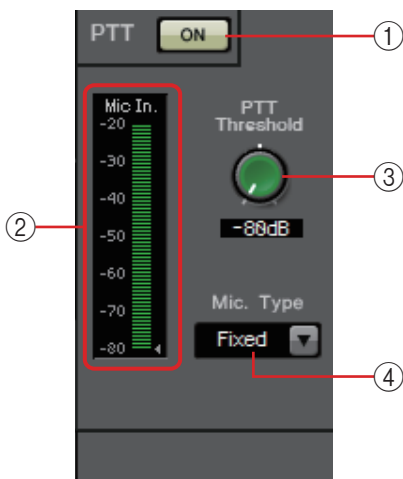 PTT ON
①
Mic In.
-20
-30
-40
-50
-60
-70
-80
②
PTT
Threshold
③
-80dB
Mic. Type
Fixed
④